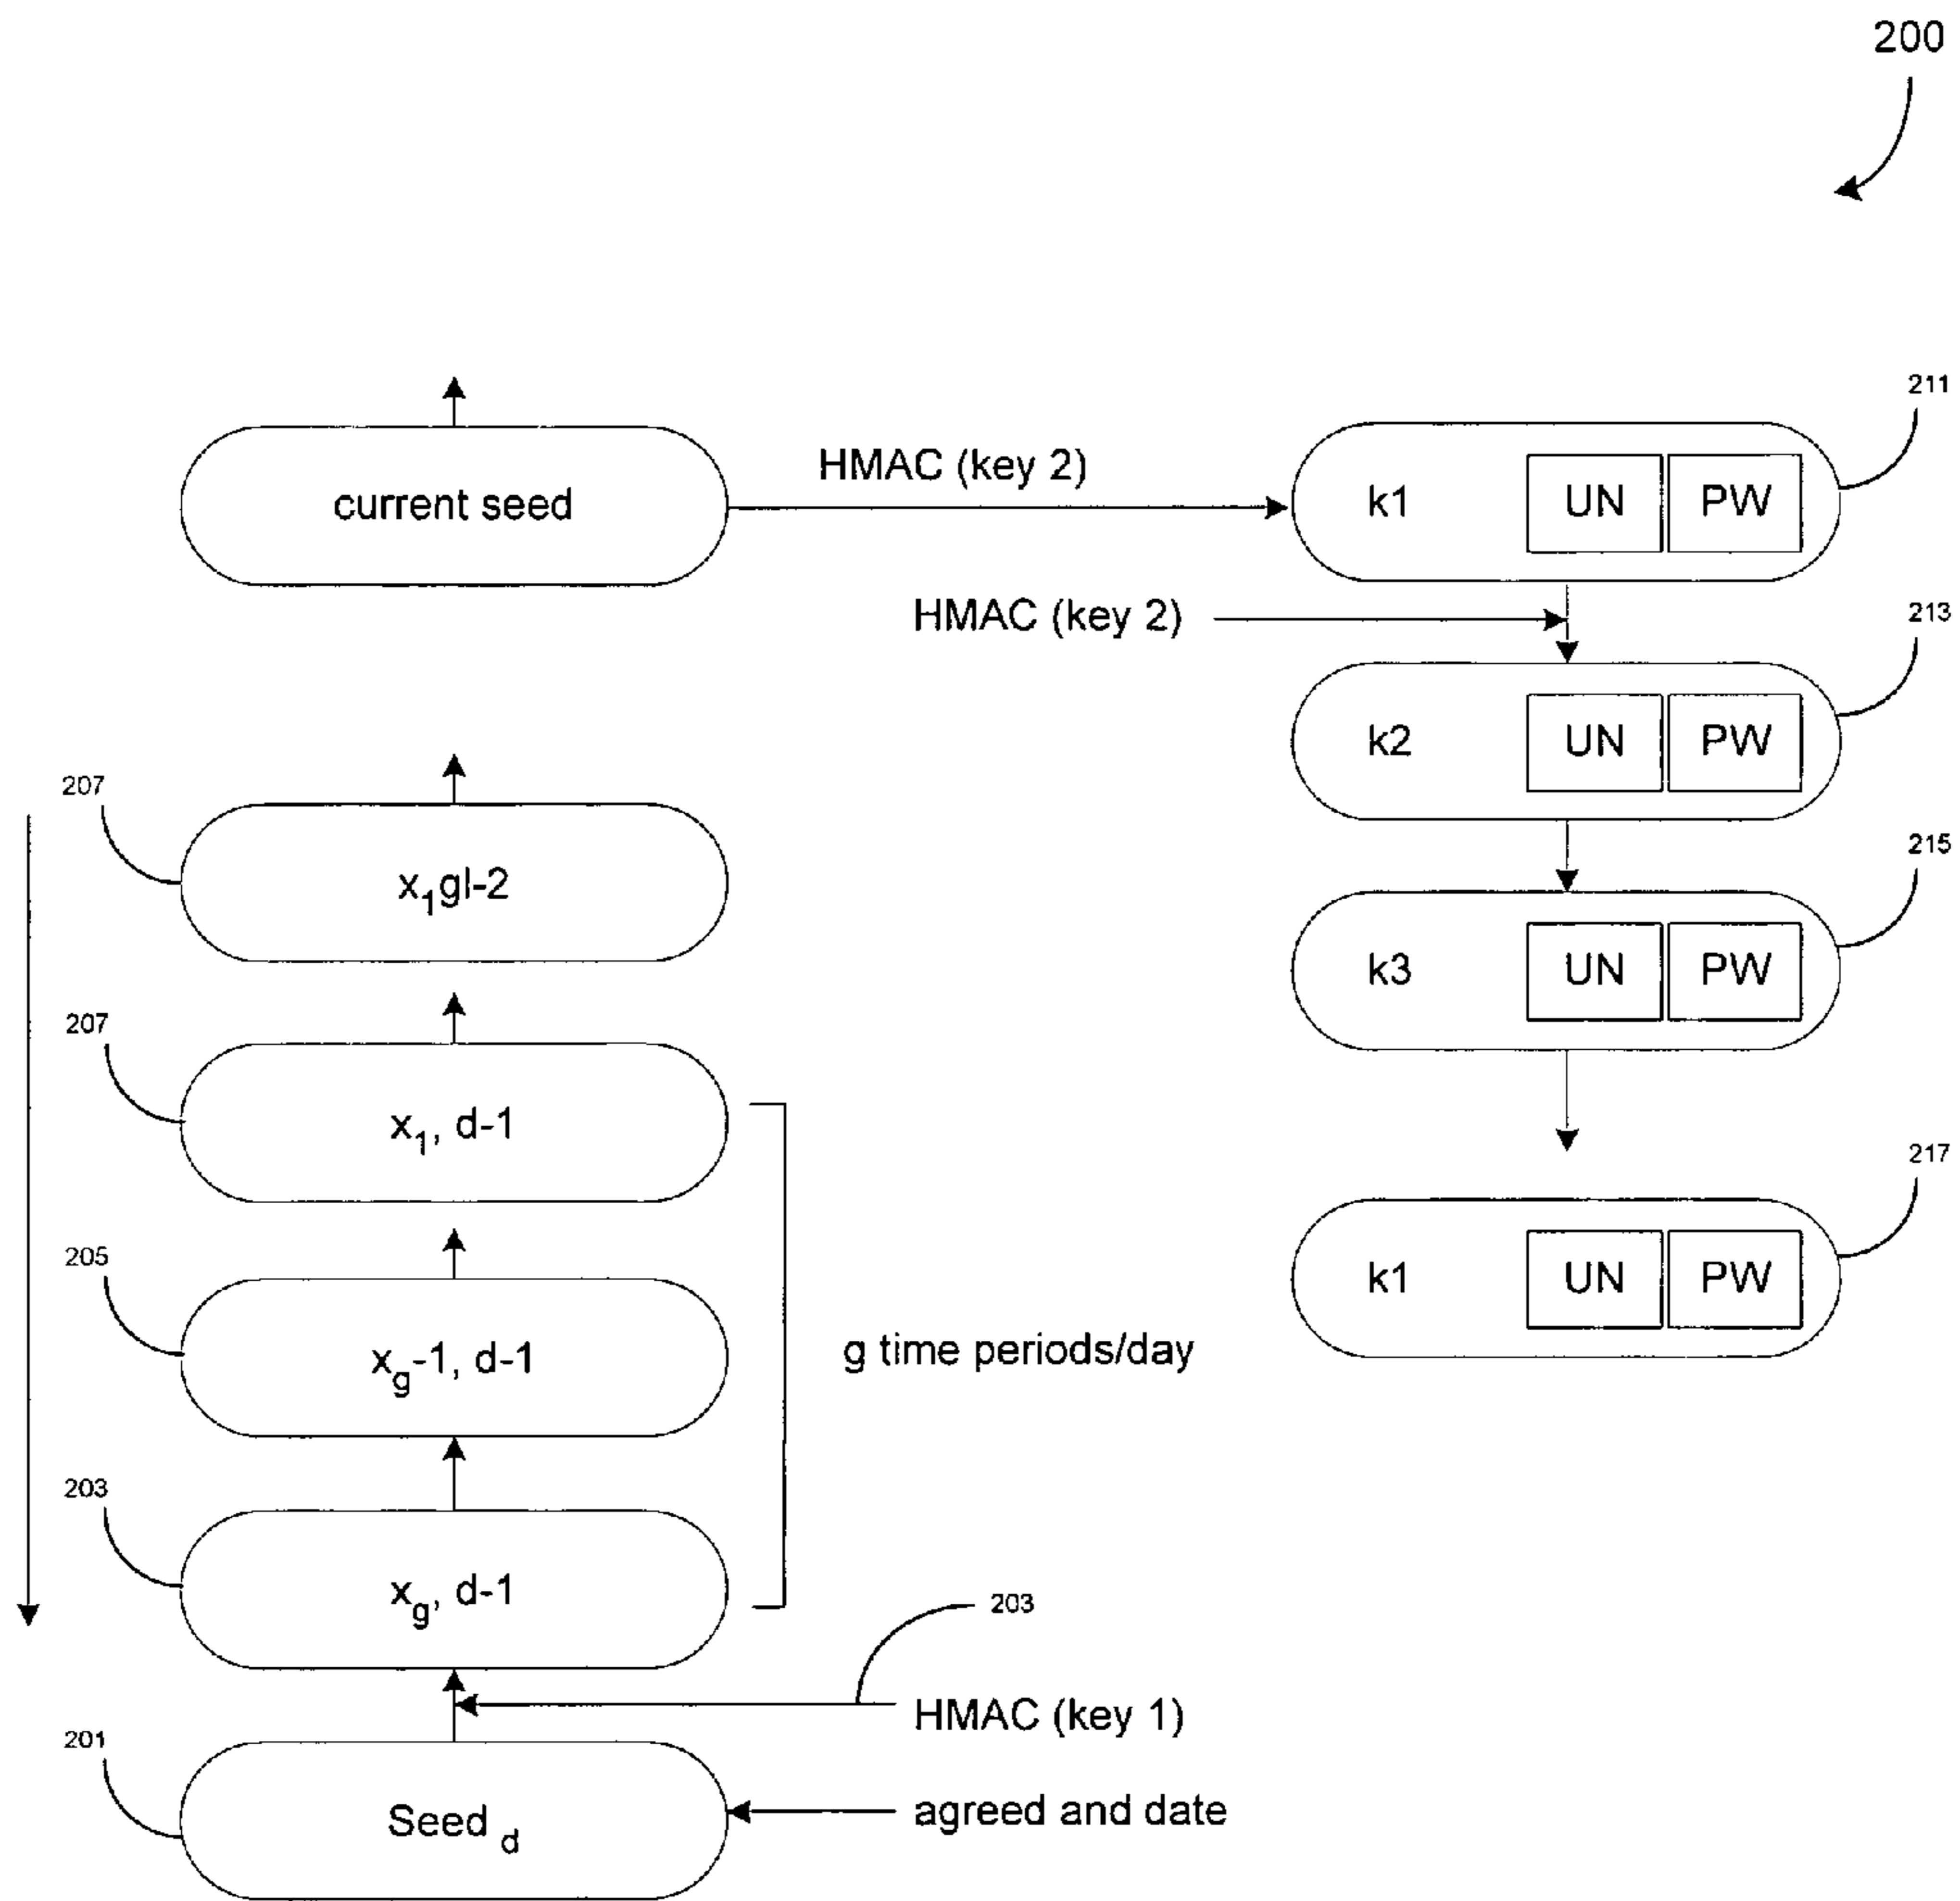 200
211
HMAC (key 2)
current seed
k1 UN PW
HMAC (key 2)
213
k2 UN PW
207
x₁gl-2
215
k3 UN PW
207
x₁, d-1
217
k1 UN PW
205
x_g-1, d-1
g time periods/day
203
x_g, d-1
203
HMAC (key 1)
201
Seed d
agreed and date